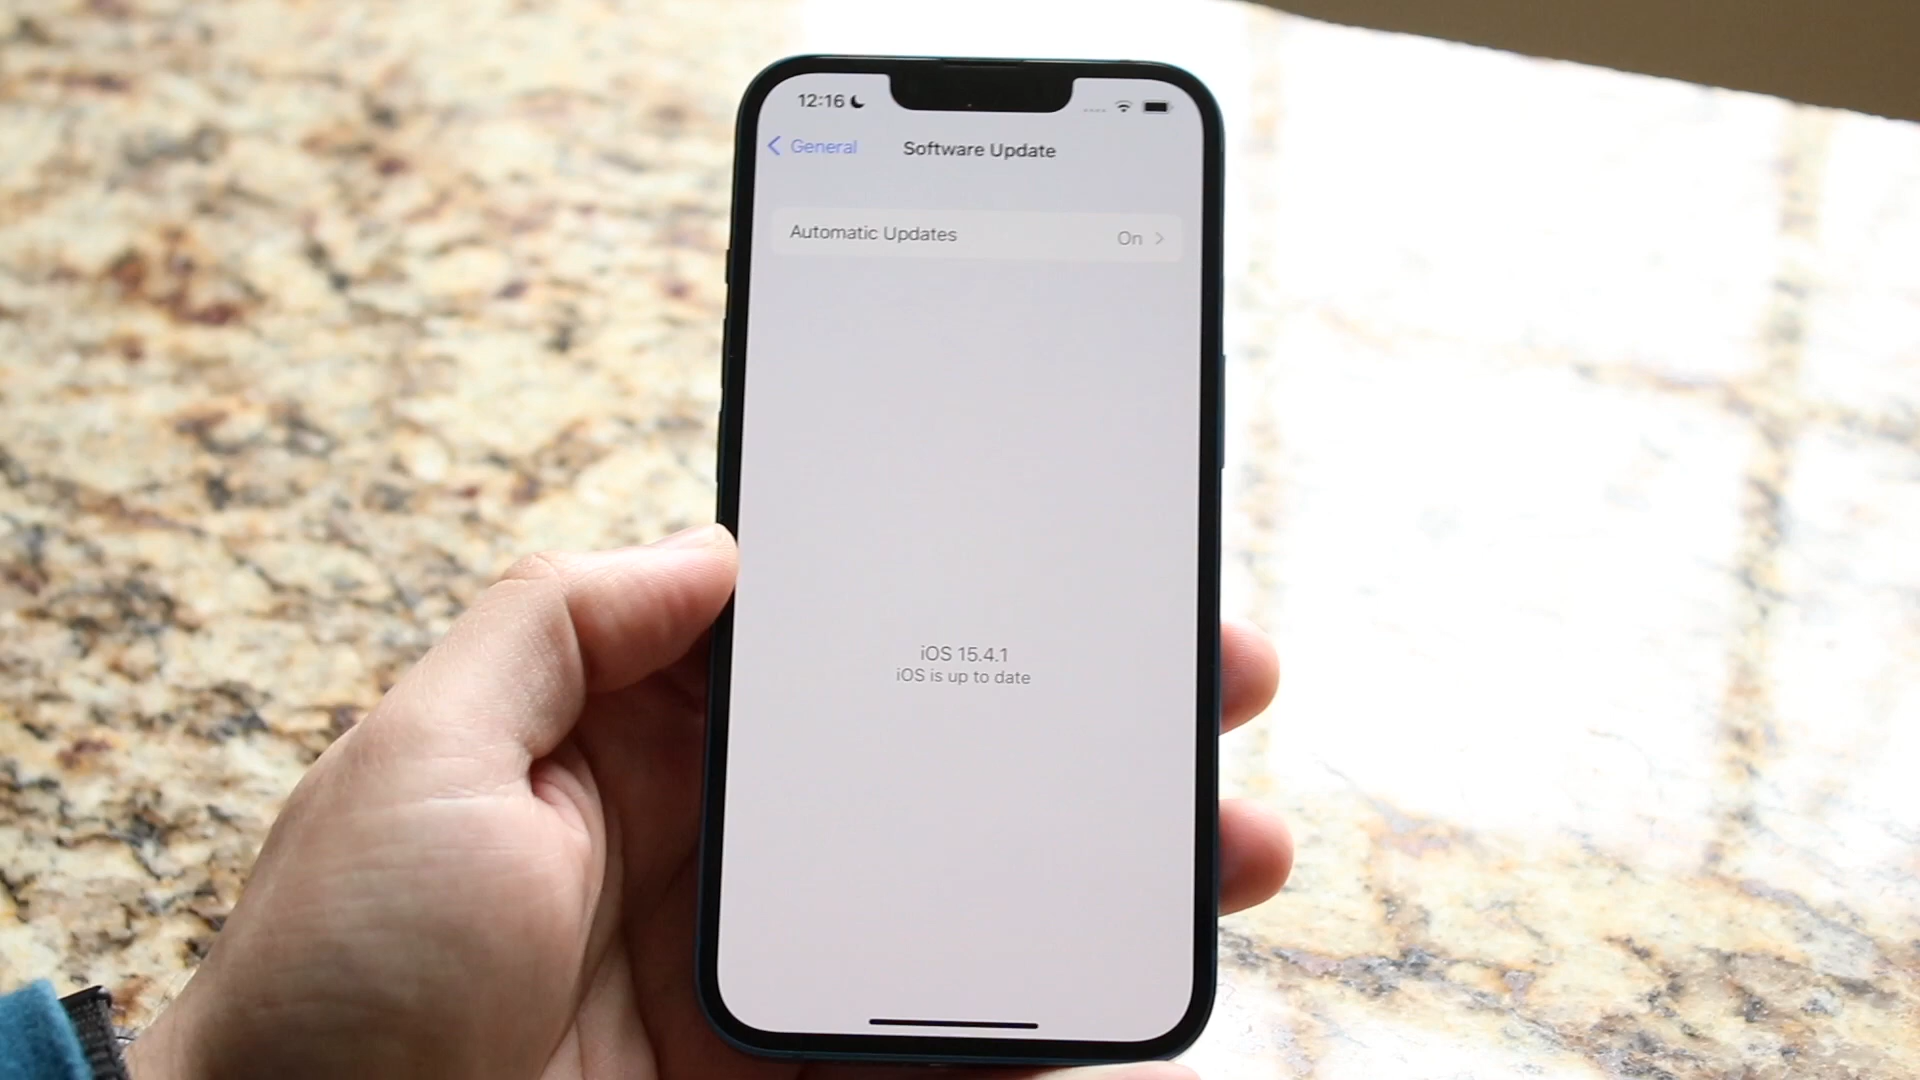 12:16
General
Software Update
Automatic Updates
On
iOS 15.4.1
iOS is up to date